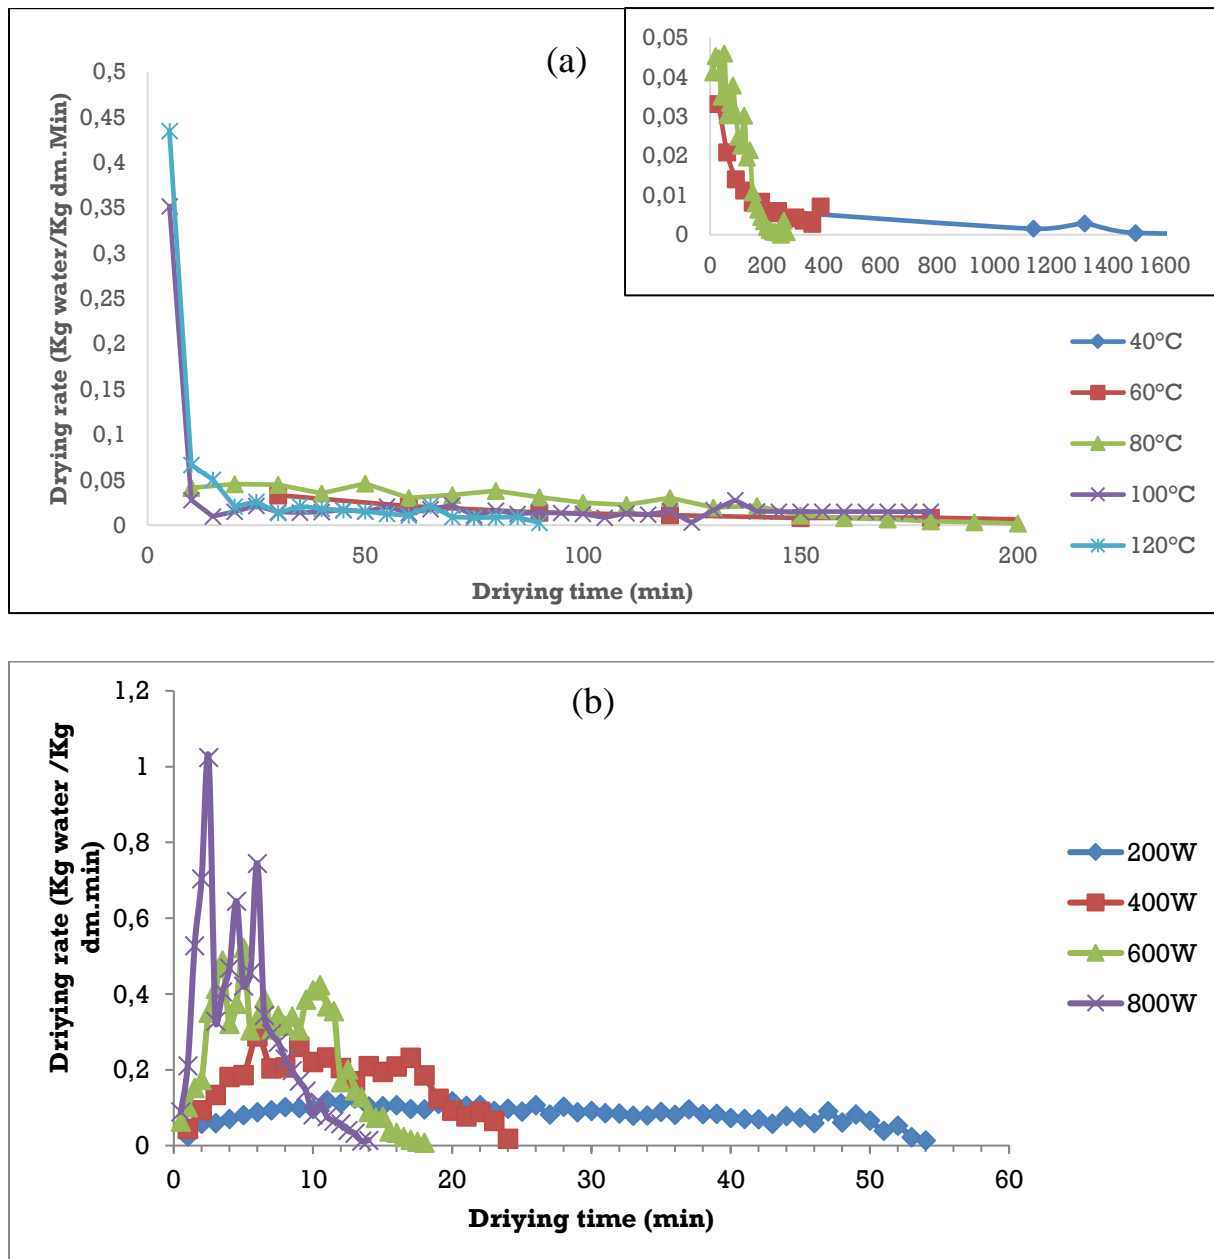 (a)
Drying rate (Kg water/Kg dm.Min)
0,5
0,45
0,4
0,35
0,3
0,25
0,2
0,15
0,1
0,05
0
0
50
100
150
200
Driying time (min)
0,05
0,04
0,03
0,02
0,01
0
0 200 400 600 800 1000 1200 1400 1600
40°C
60°C
80°C
100°C
120°C
(b)
Driying rate (Kg water /Kg
dm.min)
1,2
1
0,8
0,6
0,4
0,2
0
0 10 20 30 40 50 60
Driying time (min)
200W
400W
600W
800W